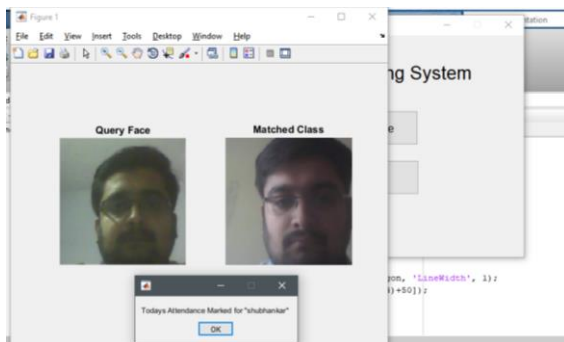 Figure 1
File Edit View Insert Tools Desktop Window Help
Query Face
Matched Class
Todays Attendance Marked for "shubhankar"
OK
ng System
e
ntation
on, 'LineWidth', 1);
)+50]);